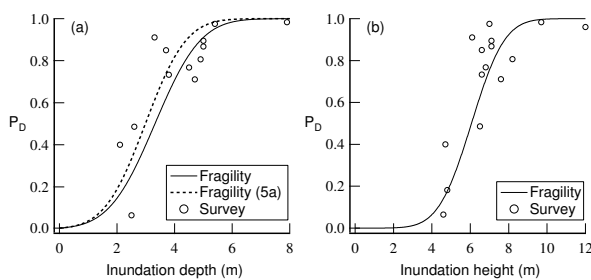 (a)
1.0
0.8
0.6
P_D
0.4
0.2
0.0
Fragility
Fragility (5a)
Survey
0
2
4
6
8
Inundation depth (m)
(b)
1.0
0.8
0.6
P_D
0.4
0.2
0.0
Fragility
Survey
0
2
4
6
8
10
12
Inundation height (m)